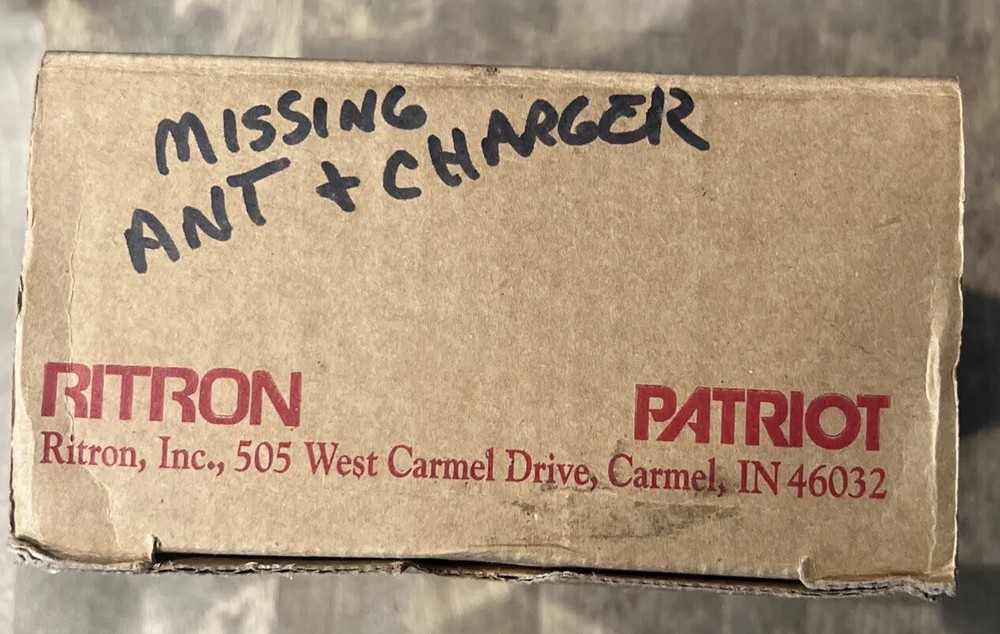 MISSING
ANT + CHARGER
RITRON PATRIOT
Ritron, Inc., 505 West Carmel Drive, Carmel, IN 46032